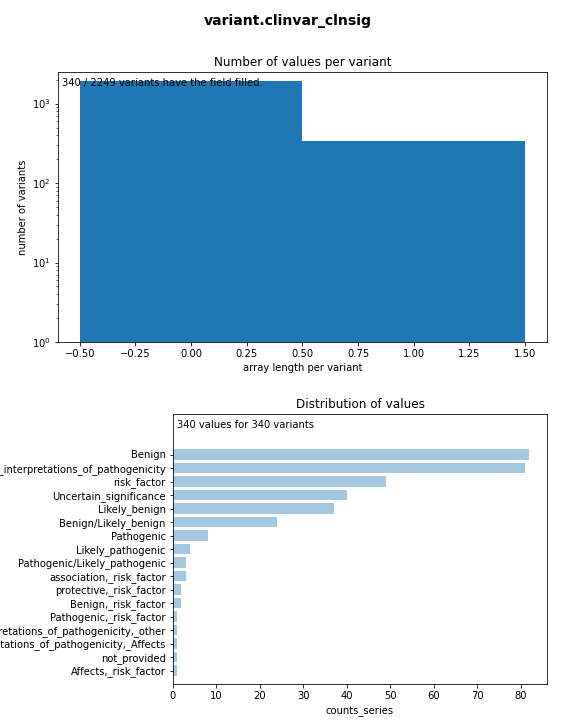 variant.clinvar_clnsig
Number of values per variant
340 / 2249 variants have the field filled.
number of variants
10³
10²
10¹
10⁰
−0.50
−0.25
0.00
0.25
0.50
0.75
1.00
1.25
1.50
array length per variant
Distribution of values
340 values for 340 variants
Benign
_interpretations_of_pathogenicity
risk_factor
Uncertain_significance
Likely_benign
Benign/Likely_benign
Pathogenic
Likely_pathogenic
Pathogenic/Likely_pathogenic
association,_risk_factor
protective,_risk_factor
Benign,_risk_factor
Pathogenic,_risk_factor
retations_of_pathogenicity,_other
tations_of_pathogenicity,_Affects
not_provided
Affects,_risk_factor
0
10
20
30
40
50
60
70
80
counts_series